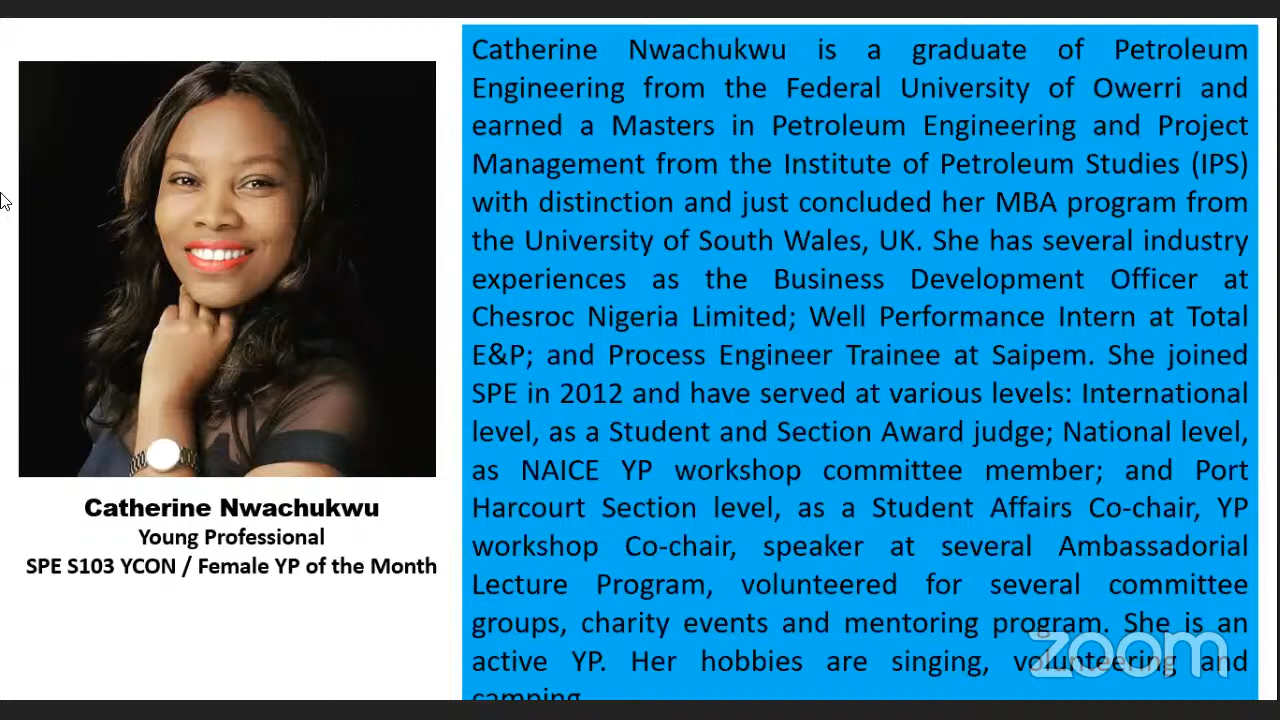 Catherine Nwachukwu
Young Professional
SPE S103 YCON / Female YP of the Month
Catherine Nwachukwu is a graduate of Petroleum
Engineering from the Federal University of Owerri and
earned a Masters in Petroleum Engineering and Project
Management from the Institute of Petroleum Studies (IPS)
with distinction and just concluded her MBA program from
the University of South Wales, UK. She has several industry
experiences as the Business Development Officer at
Chesroc Nigeria Limited; Well Performance Intern at Total
E&P; and Process Engineer Trainee at Saipem. She joined
SPE in 2012 and have served at various levels: International
level, as a Student and Section Award judge; National level,
as NAICE YP workshop committee member; and Port
Harcourt Section level, as a Student Affairs Co-chair, YP
workshop Co-chair, speaker at several Ambassadorial
Lecture Program, volunteered for several committee
groups, charity events and mentoring program. She is an
active YP. Her hobbies are singing, volunteering and
camping
zoom